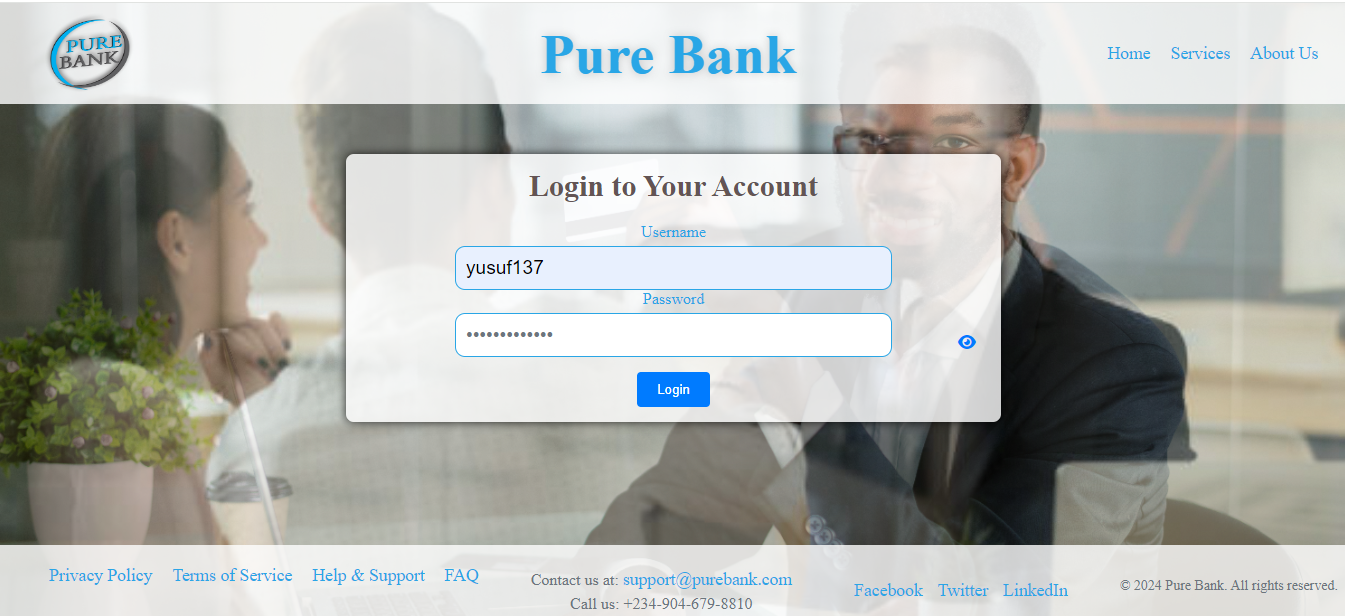 PURE
BANK
Pure Bank
Home Services About Us
Login to Your Account
Username
yusuf137
Password
•••••••••••••
Login
Privacy Policy Terms of Service Help & Support FAQ
Contact us at: support@purebank.com
Call us: +234-904-679-8810
Facebook Twitter LinkedIn
© 2024 Pure Bank. All rights reserved.